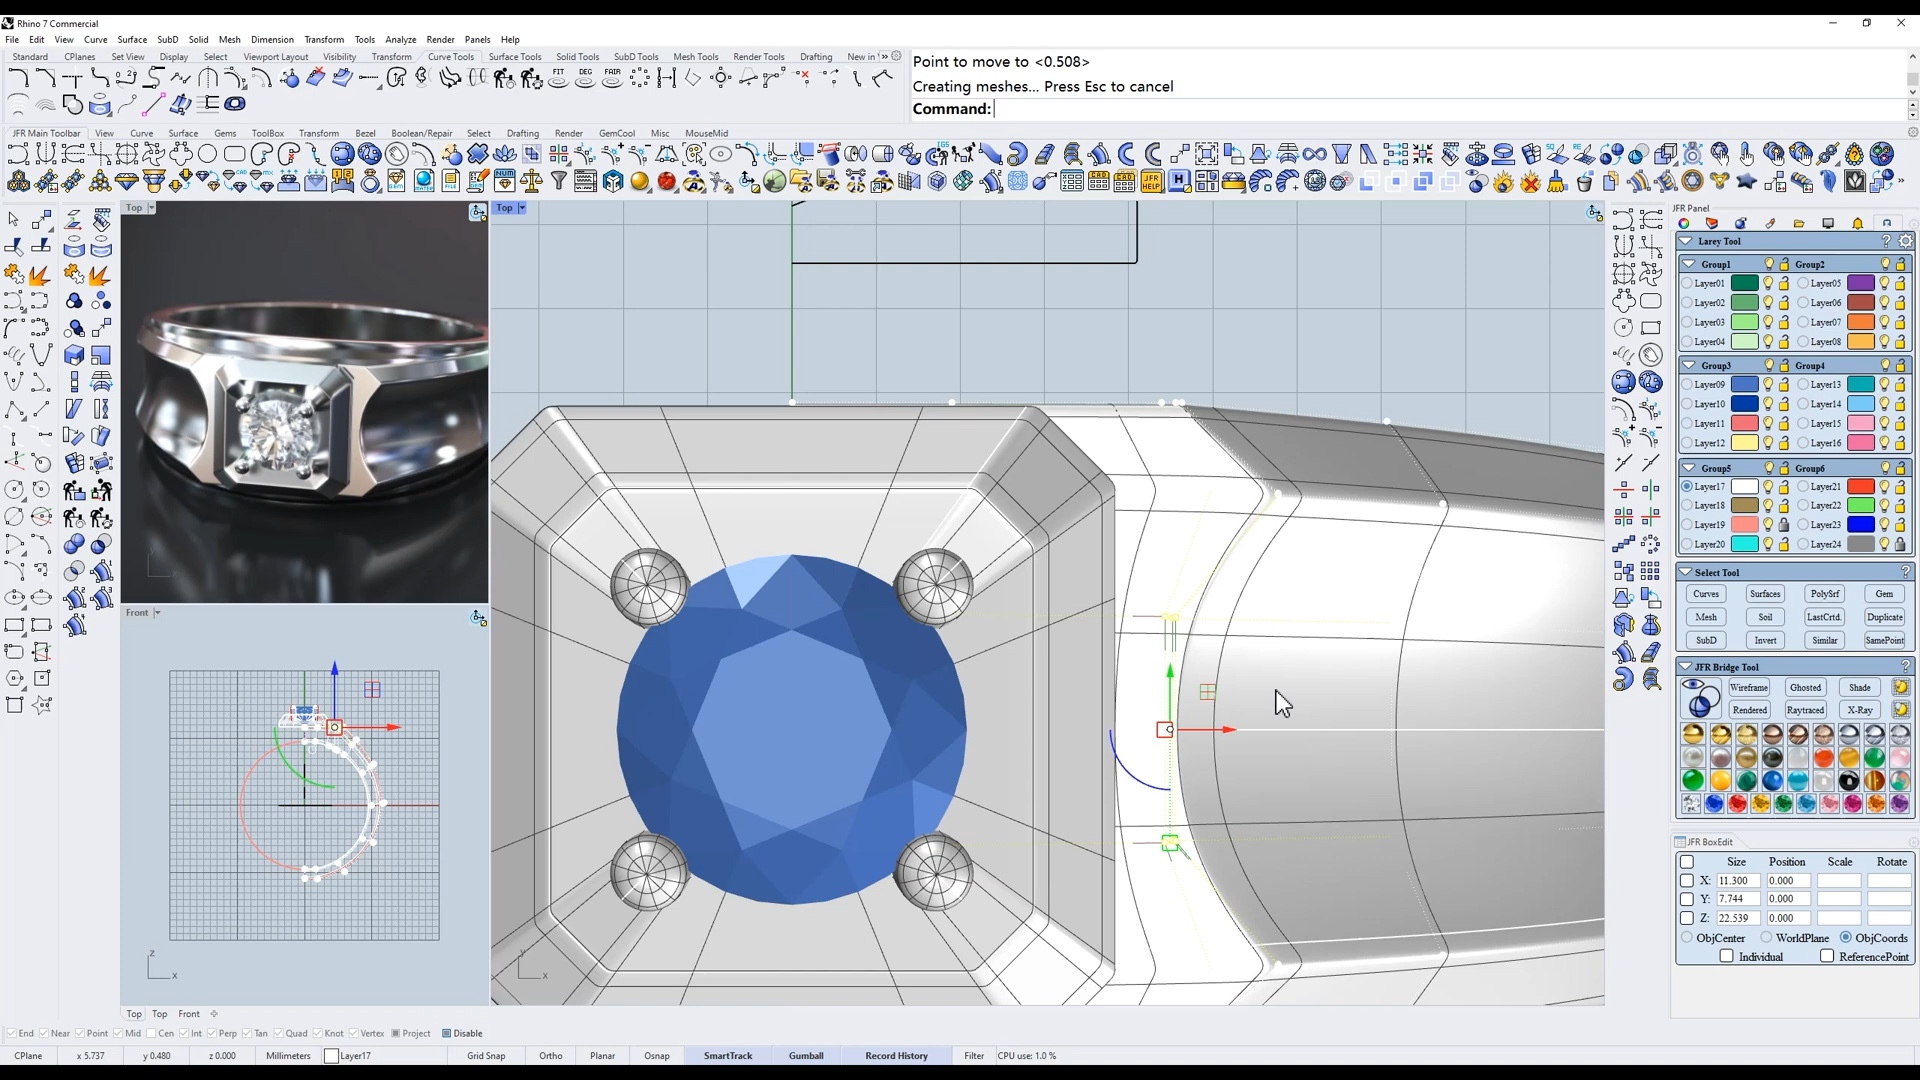 Rhino 7 Commercial
File Edit View Curve Surface SubD Solid Mesh Dimension Transform Tools Analyze Render Panels Help
Standard CPlanes Set View Display Select Viewport Layout Visibility Transform Curve Tools Surface Tools Solid Tools SubD Tools Mesh Tools Render Tools Drafting New in
Point to move to <0.508>
Creating meshes... Press Esc to cancel
Command:
FIT DEG FAIR
JFR Main Toolbar View Curve Surface Gems ToolBox Transform Bezel Boolean/Repair Select Drafting Render GemCool Misc MouseMid
Top
Top
JFR Panel
Larey Tool ?
Group1 Group2
Layer01 Layer05
Layer02 Layer06
Layer03 Layer07
Layer04 Layer08
Group3 Group4
Layer09 Layer13
Layer10 Layer14
Layer11 Layer15
Layer12 Layer16
Group5 Group6
Layer17 Layer21
Layer18 Layer22
Layer19 Layer23
Layer20 Layer24
Select Tool ?
Curves Surfaces PolySrf Gem
Mesh Soil LastCrtd. Duplicate
SubD Invert Similar SamePoint
JFR Bridge Tool ?
Wireframe Ghosted Shade
Rendered Raytraced X-Ray
JFR BoxEdit
Size Position Scale Rotate
X: 11.300 0.000
Y: 7.744 0.000
Z: 22.539 0.000
ObjCenter WorldPlane ObjCoords
Individual ReferencePoint
Front
z
x
x
Top Top Front
End Near Point Mid Cen Int Perp Tan Quad Knot Vertex Project Disable
CPlane x 5.737 y 0.480 z 0.000 Millimeters Layer17 Grid Snap Ortho Planar Osnap SmartTrack Gumball Record History Filter CPU use: 1.0 %